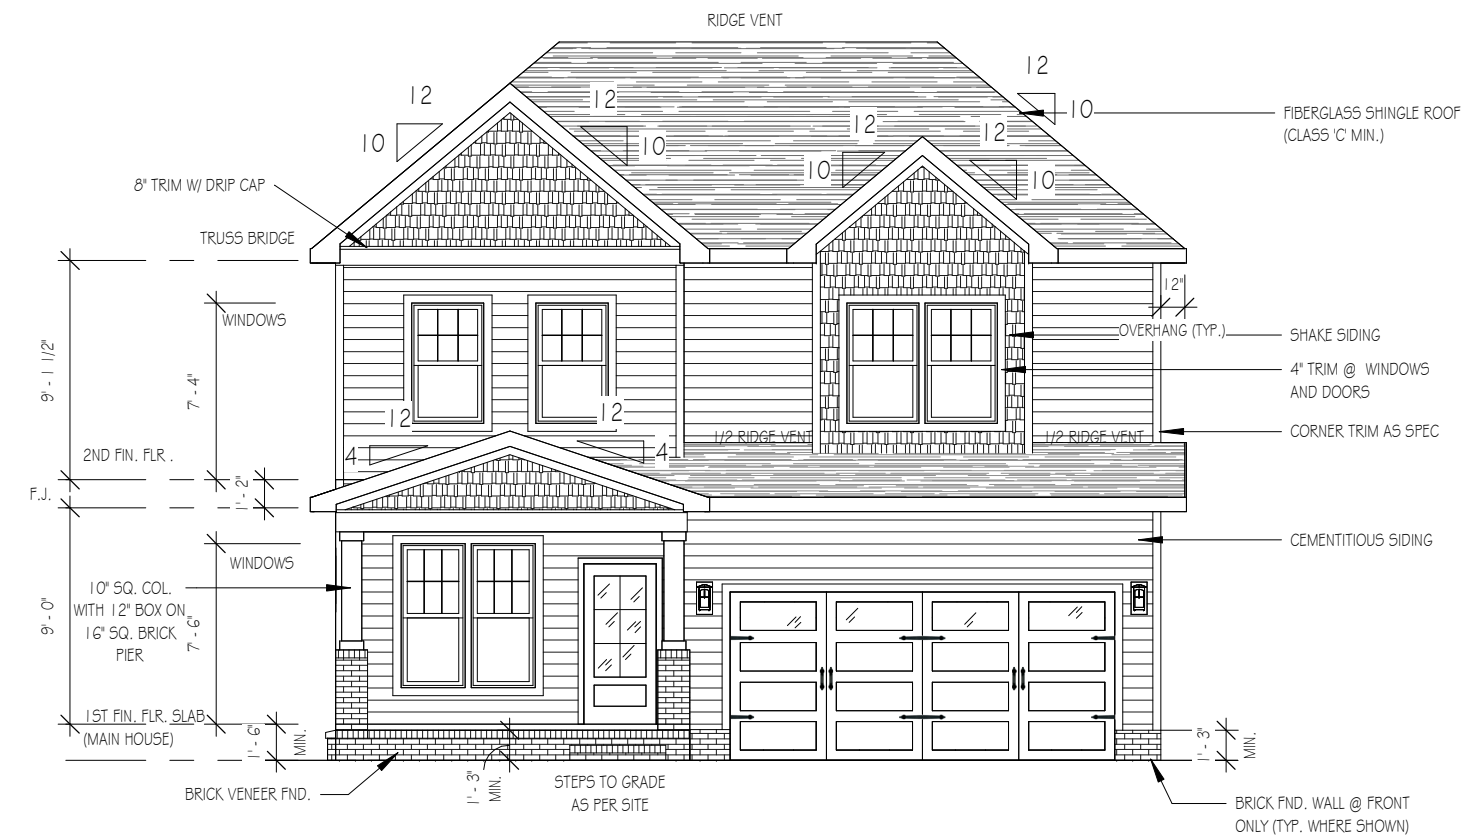 RIDGE VENT
12
12
12
12
12
10
10
10
10
10
FIBERGLASS SHINGLE ROOF
(CLASS 'C' MIN.)
8" TRIM W/ DRIP CAP
TRUSS BRIDGE
12"
OVERHANG (TYP.)
WINDOWS
SHAKE SIDING
4" TRIM @ WINDOWS
AND DOORS
9' - 1 1/2"
7' - 4"
12
12
4
4
1/2 RIDGE VENT
1/2 RIDGE VENT
CORNER TRIM AS SPEC
2ND FIN. FLR .
F.J.
1' - 2"
CEMENTITIOUS SIDING
WINDOWS
10" SQ. COL.
WITH 12" BOX ON
16" SQ. BRICK
PIER
9' - 0"
7' - 6"
1ST FIN. FLR. SLAB
(MAIN HOUSE)
1' - 6"
MIN.
1' - 3"
MIN.
1' - 3"
MIN.
BRICK VENEER FND.
STEPS TO GRADE
AS PER SITE
BRICK FND. WALL @ FRONT
ONLY (TYP. WHERE SHOWN)